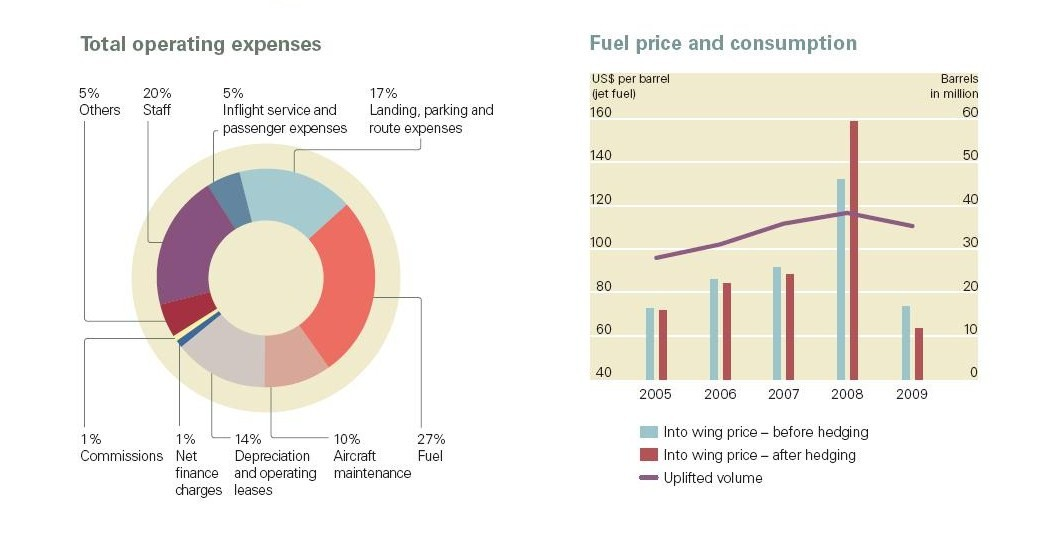 Total operating expenses
5%
Others
20%
Staff
5%
Inflight service and
passenger expenses
17%
Landing, parking and
route expenses
1%
Commissions
1%
Net
finance
charges
14%
Depreciation
and operating
leases
10%
Aircraft
maintenance
27%
Fuel
Fuel price and consumption
US$ per barrel
(jet fuel)
Barrels
in million
160
60
140
50
120
40
100
30
80
20
60
10
40
0
2005
2006
2007
2008
2009
Into wing price – before hedging
Into wing price – after hedging
Uplifted volume